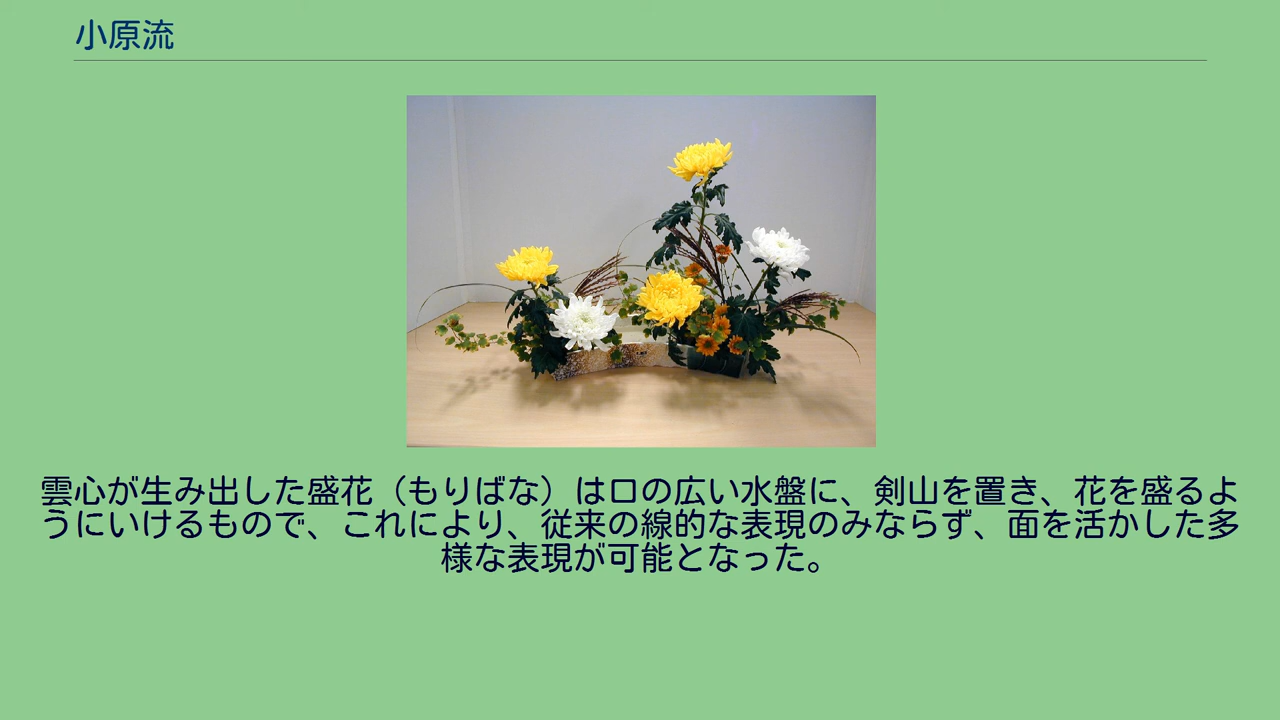 小原流
雲心が生み出した盛花（もりばな）は口の広い水盤に、剣山を置き、花を盛るよ
うにいけるもので、これにより、従来の線的な表現のみならず、面を活かした多
様な表現が可能となった。